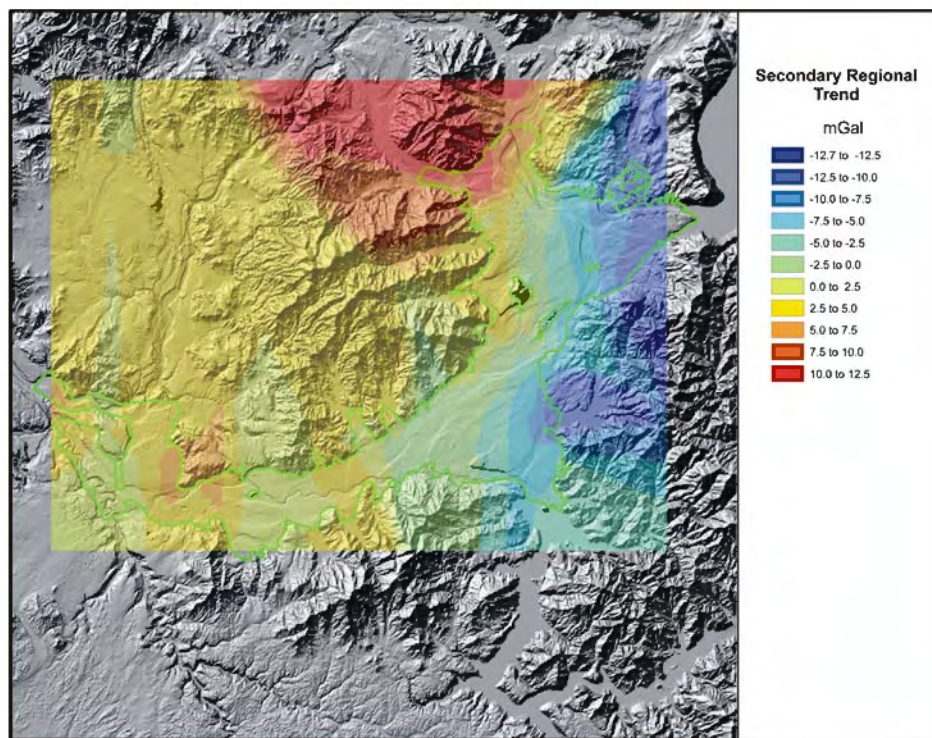 Secondary Regional
Trend
mGal
-12.7 to -12.5
-12.5 to -10.0
-10.0 to -7.5
-7.5 to -5.0
-5.0 to -2.5
-2.5 to 0.0
0.0 to 2.5
2.5 to 5.0
5.0 to 7.5
7.5 to 10.0
10.0 to 12.5